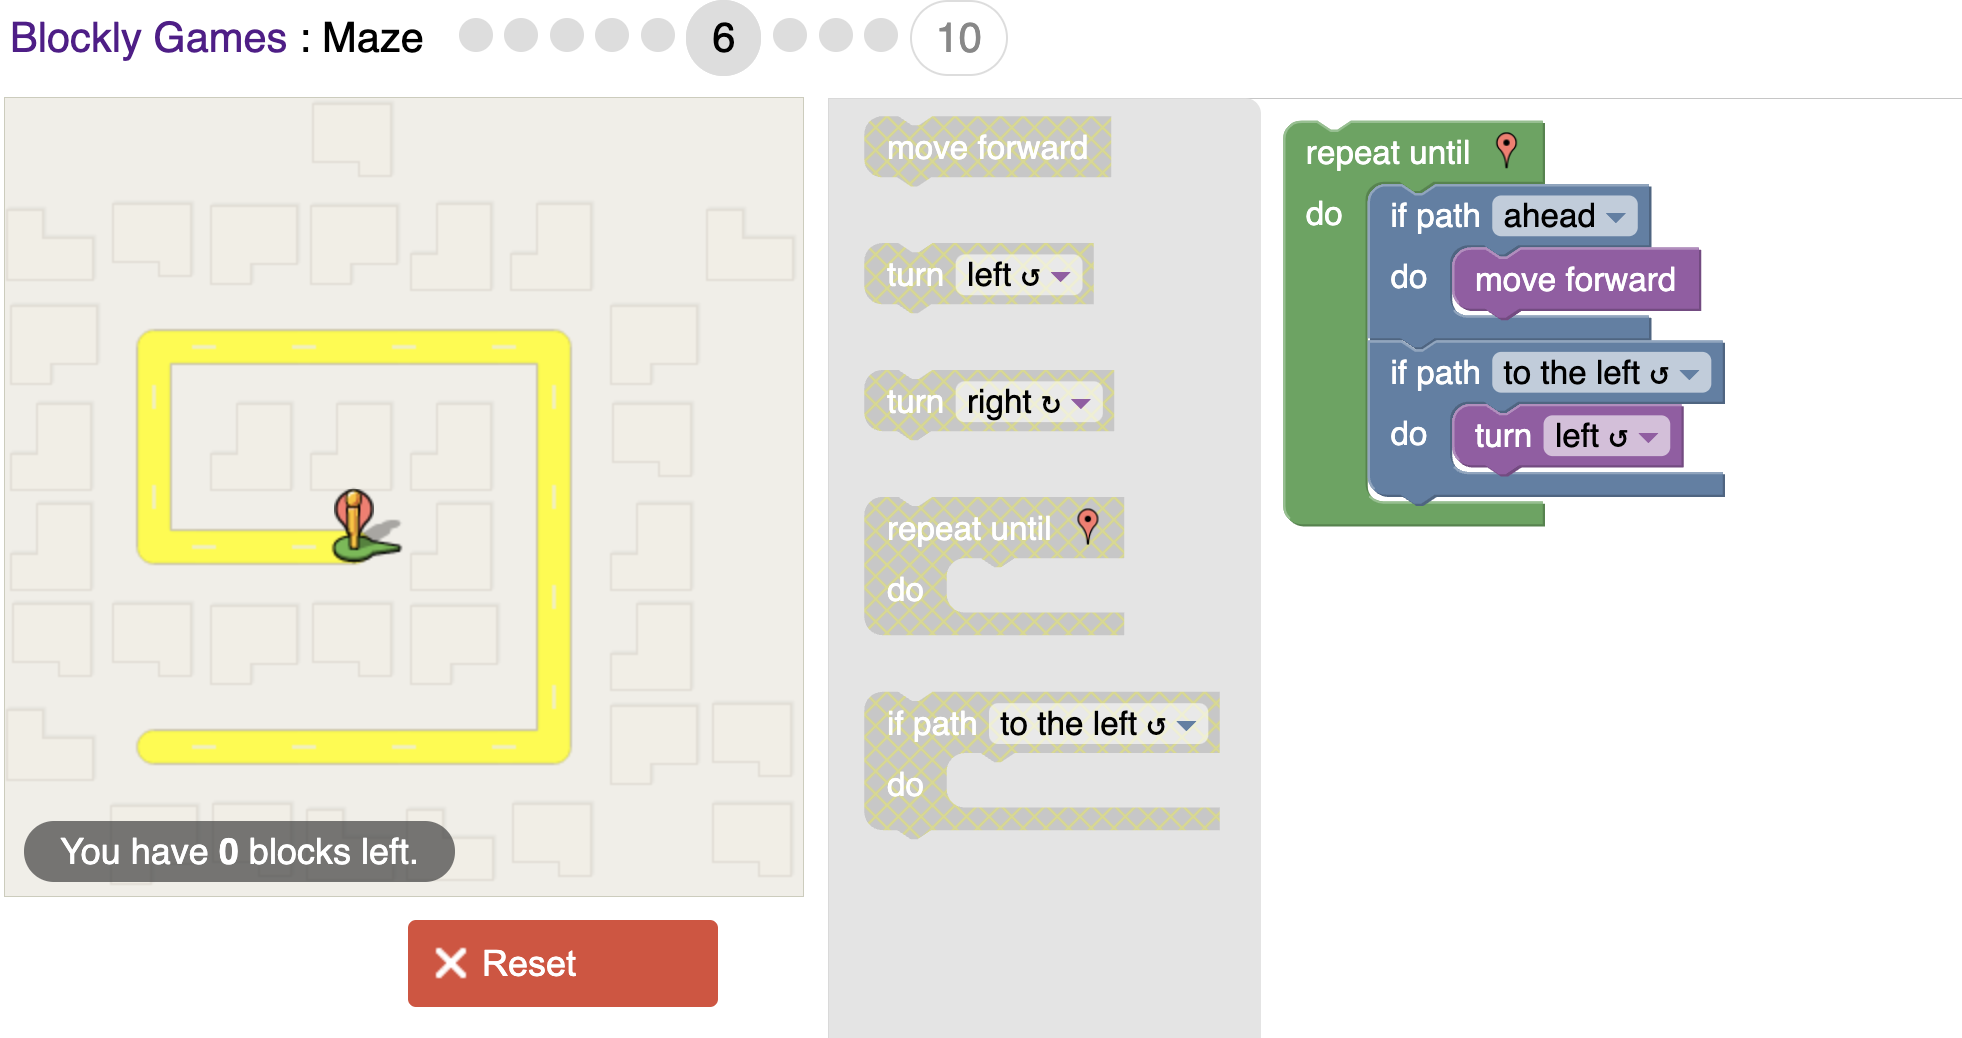 Blockly Games : Maze
6
10
You have 0 blocks left.
Reset
move forward
turn left ↺
turn right ↻
repeat until
do
if path to the left ↺
do
repeat until
do
if path ahead
do
move forward
if path to the left ↺
do
turn left ↺